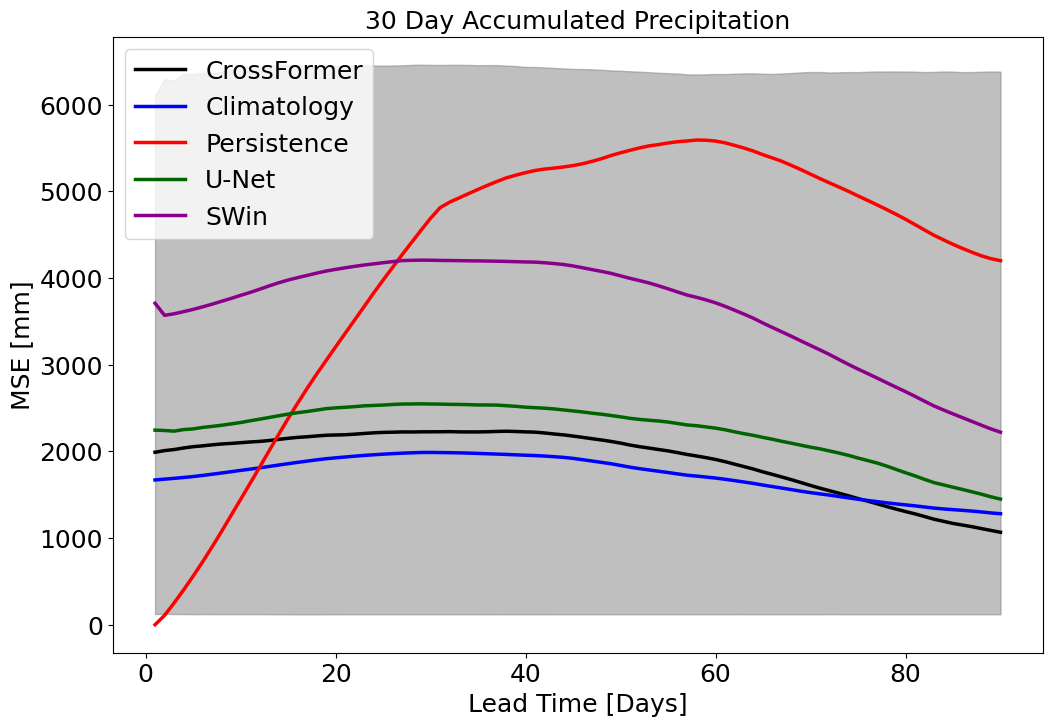 30 Day Accumulated Precipitation
CrossFormer
Climatology
Persistence
U-Net
SWin
MSE [mm]
6000
5000
4000
3000
2000
1000
0
0 20 40 60 80
Lead Time [Days]